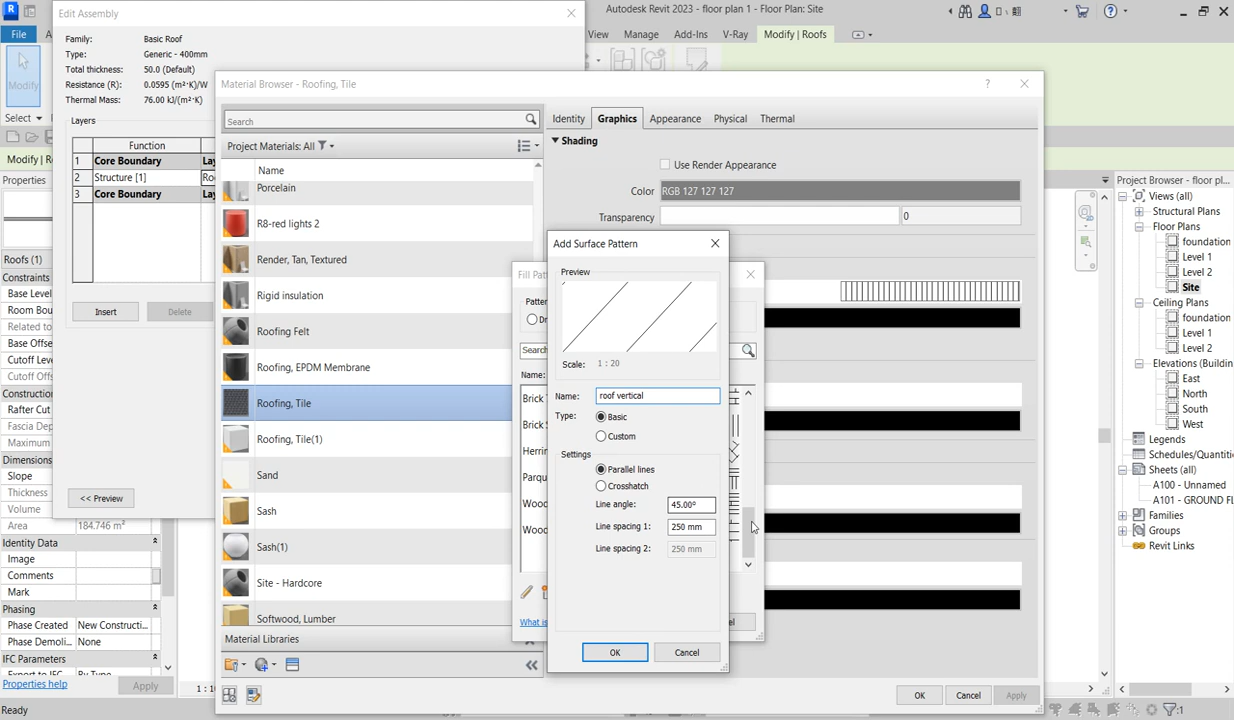 Edit Assembly
Autodesk Revit 2023 - floor plan 1 - Floor Plan: Site
File
View
Manage
Add-Ins
V-Ray
Modify | Roofs
Modify
Select
Modify | R
Family:
Basic Roof
Type:
Generic - 400mm
Total thickness:
50.0 (Default)
Resistance (R):
0.0595 (m²·K)/W
Thermal Mass:
76.00 kJ/(m²·K)
Layers
Function
1 Core Boundary
2 Structure [1]
3 Core Boundary
Insert
Delete
<< Preview
Properties
Roofs (1)
Constraints
Base Level
Room Bou
Related to
Base Offse
Cutoff Lev
Cutoff Off
Constructio
Rafter Cut
Fascia Dep
Maximum
Dimensions
Slope
Thickness
Volume
Area
184.746 m²
Identity Data
Image
Comments
Mark
Phasing
Phase Created
New Constructi...
Phase Demoli...
None
IFC Parameters
Properties help
Apply
Ready
Material Browser - Roofing, Tile
Search
Project Materials: All
Name
Porcelain
R8-red lights 2
Render, Tan, Textured
Rigid insulation
Roofing Felt
Roofing, EPDM Membrane
Roofing, Tile
Roofing, Tile(1)
Sand
Sash
Sash(1)
Site - Hardcore
Softwood, Lumber
Material Libraries
Identity
Graphics
Appearance
Physical
Thermal
Shading
Use Render Appearance
Color
RGB 127 127 127
Transparency
0
OK
Cancel
Apply
Fill Pat
Search
Name:
Add Surface Pattern
Preview
Scale:
1 : 20
Name:
roof vertical
Type:
Basic
Custom
Settings
Parallel lines
Crosshatch
Line angle:
45.00°
Line spacing 1:
250 mm
Line spacing 2:
250 mm
OK
Cancel
Project Browser - floor pl...
Views (all)
Structural Plans
Floor Plans
foundation
Level 1
Level 2
Site
Ceiling Plans
foundation
Level 1
Level 2
Elevations (Buildin
East
North
South
West
Legends
Schedules/Quantiti
Sheets (all)
A100 - Unnamed
A101 - GROUND FL
Families
Groups
Revit Links
:1